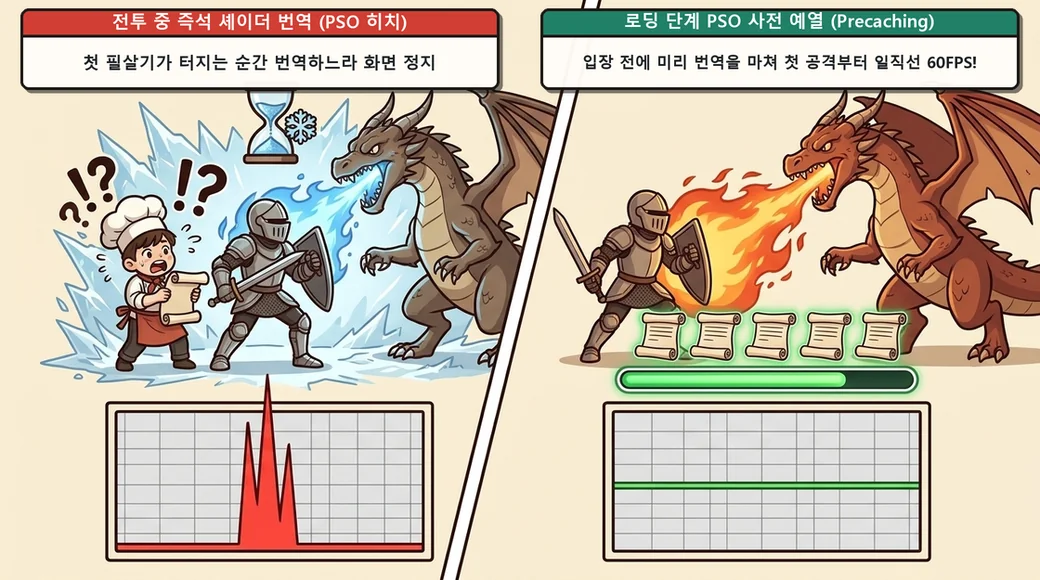 전투 중 즉석 셰이더 번역 (PSO 히치)
첫 필살기가 터지는 순간 번역하느라 화면 정지
?!? !?
로딩 단계 PSO 사전 예열 (Precaching)
입장 전에 미리 번역을 마쳐 첫 공격부터 일직선 60FPS!